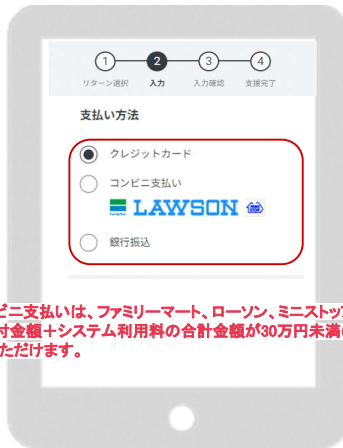 1 2 3 4
リターン選択 入力 入力確認 支援完了
支払い方法
クレジットカード
コンビニ支払い
FamilyMart LAWSON
銀行振込
ビニ支払いは、ファミリーマート、ローソン、ミニストップ
付金額＋システム利用料の合計金額が30万円未満の
ただけます。